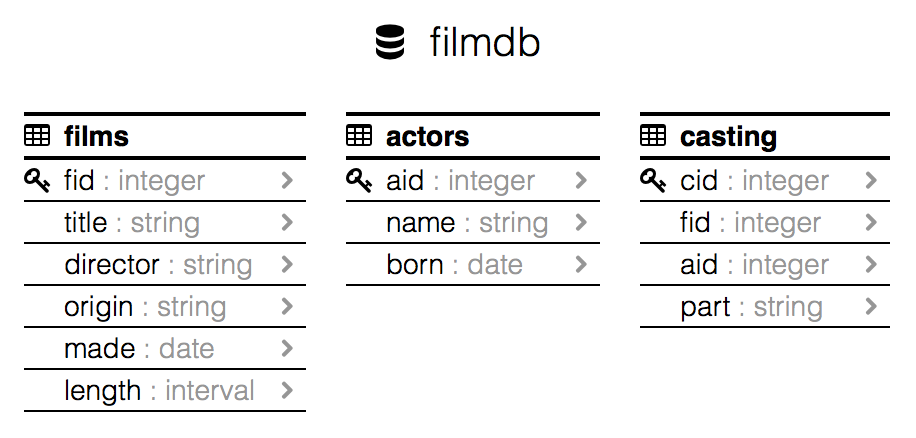 filmdb
films
fid : integer
title : string
director : string
origin : string
made : date
length : interval
actors
aid : integer
name : string
born : date
casting
cid : integer
fid : integer
aid : integer
part : string